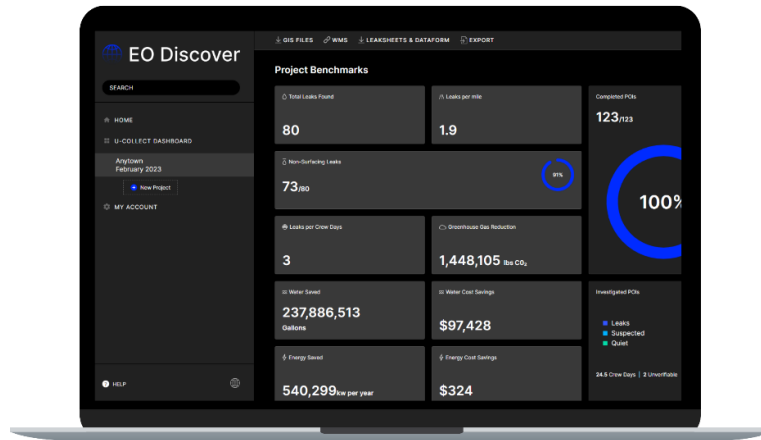 EO Discover
SEARCH
HOME
U-COLLECT DASHBOARD
Anytown
February 2023
New Project
MY ACCOUNT
HELP
GIS FILES WMS LEAKSHEETS & DATAFORM EXPORT
Project Benchmarks
Total Leaks Found
80
Leaks per mile
1.9
Non-Surfacing Leaks
73/80
91%
Leaks per Crew Days
3
Greenhouse Gas Reduction
1,448,105 lbs CO₂
Water Saved
237,886,513
Gallons
Water Cost Savings
$97,428
Energy Saved
540,299kw per year
Energy Cost Savings
$324
Completed POIs
123/123
100%
Investigated POIs
Leaks
Suspected
Quiet
24.5 Crew Days | 2 Unverifiable